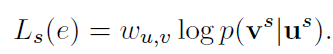 L_s(e) = w_{u,v} log p(v^s|u^s).